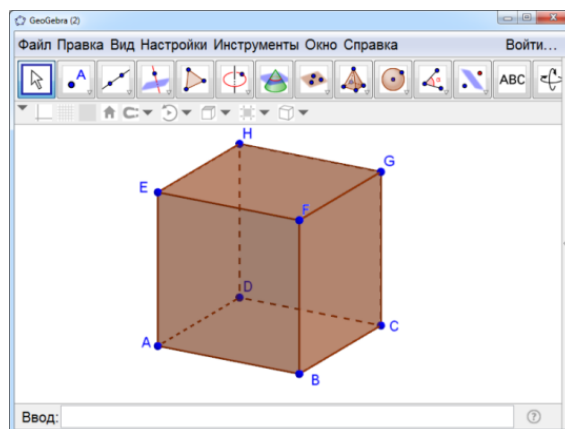 GeoGebra (2)
Файл Правка Вид Настройки Инструменты Окно Справка Войти...
A ABC
H
G
E
F
D
C
A
B
Ввод: